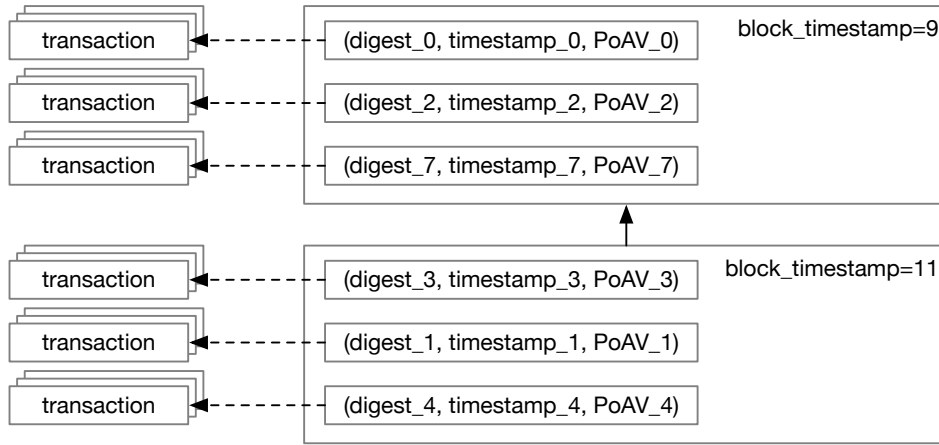 transaction
(digest_0, timestamp_0, PoAV_0)
block_timestamp=9
transaction
(digest_2, timestamp_2, PoAV_2)
transaction
(digest_7, timestamp_7, PoAV_7)
transaction
(digest_3, timestamp_3, PoAV_3)
block_timestamp=11
transaction
(digest_1, timestamp_1, PoAV_1)
transaction
(digest_4, timestamp_4, PoAV_4)